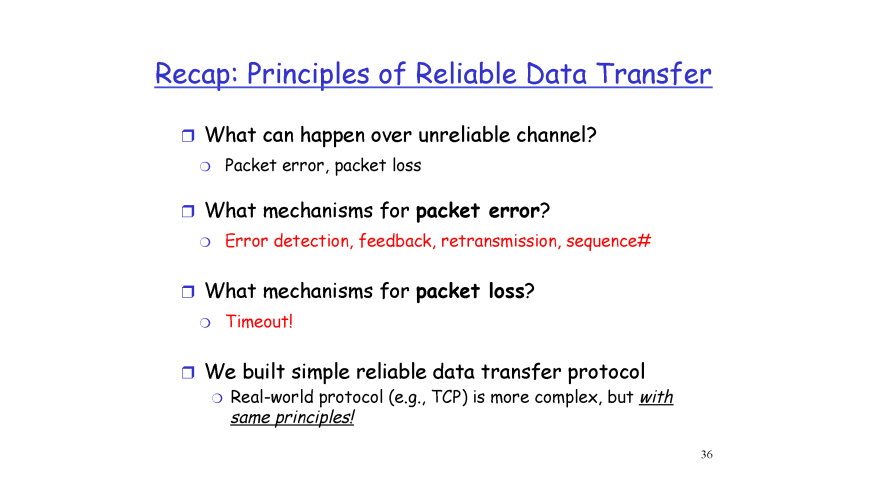 Recap: Principles of Reliable Data Transfer
What can happen over unreliable channel?
Packet error, packet loss
What mechanisms for packet error?
Error detection, feedback, retransmission, sequence#
What mechanisms for packet loss?
Timeout!
We built simple reliable data transfer protocol
Real-world protocol (e.g., TCP) is more complex, but with
same principles!
36